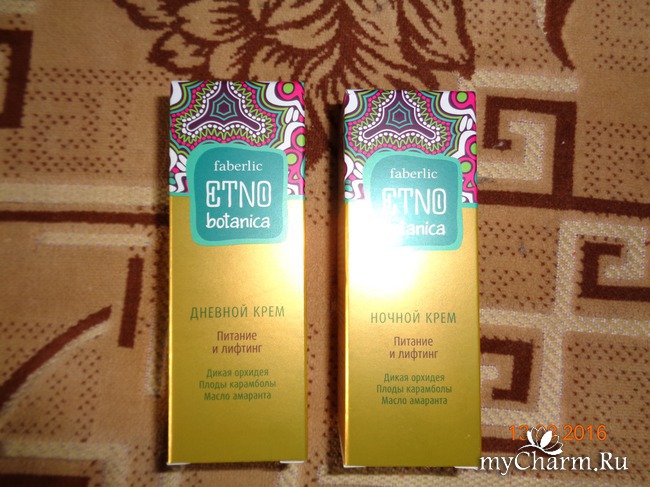 faberlic
ETNO
botanica
ДНЕВНОЙ КРЕМ
Питание
и лифтинг
Дикая орхидея
Плоды карамболы
Масло амаранта
faberlic
ETNO
botanica
НОЧНОЙ КРЕМ
Питание
и лифтинг
Дикая орхидея
Плоды карамболы
Масло амаранта
2016
myCharm.Ru